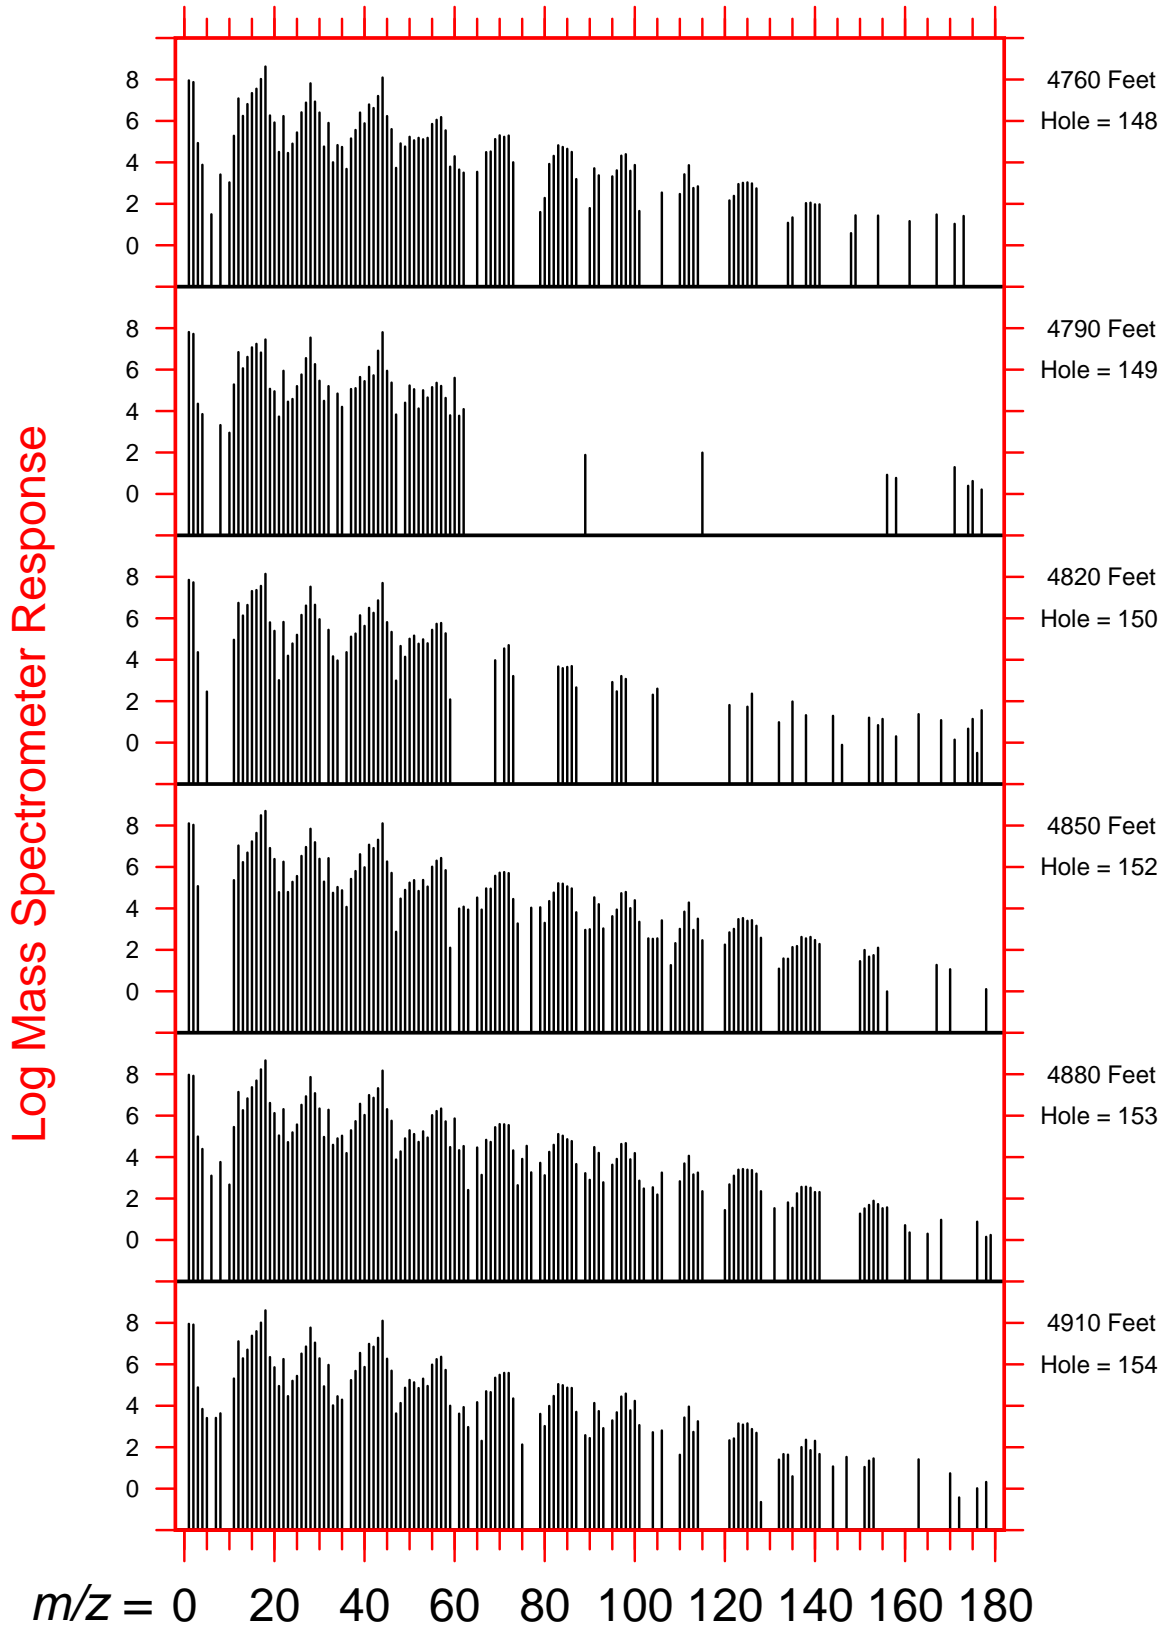 8
4760 Feet
6
Hole = 148
4
2
0
8
4790 Feet
6
Hole = 149
4
2
0
8
4820 Feet
6
Hole = 150
4
2
0
8
4850 Feet
6
Hole = 152
4
2
0
8
4880 Feet
6
Hole = 153
4
2
0
8
4910 Feet
6
Hole = 154
4
2
0
Log Mass Spectrometer Response
m/z = 0 20 40 60 80 100 120 140 160 180